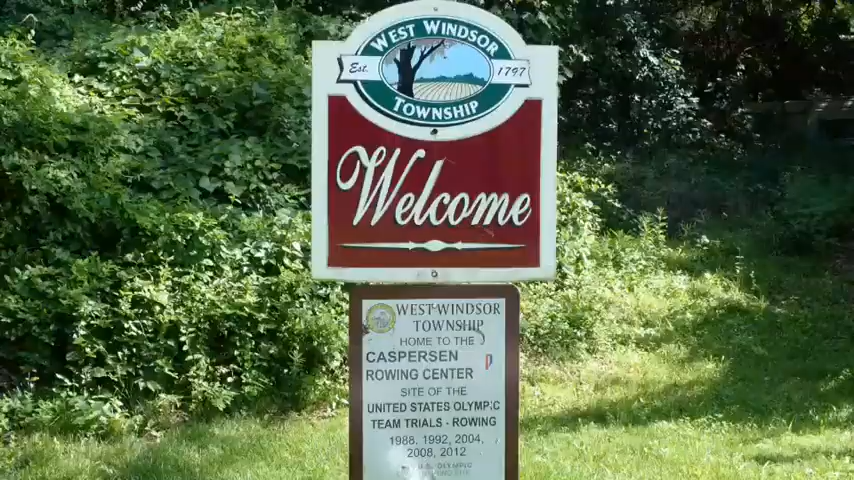 WEST WINDSOR
Est. 1797
TOWNSHIP
Welcome
WEST WINDSOR
TOWNSHIP
HOME TO THE
CASPERSEN
ROWING CENTER
SITE OF THE
UNITED STATES OLYMPIC
TEAM TRIALS - ROWING
1988, 1992, 2004,
2008, 2012
U.S. OLYMPIC